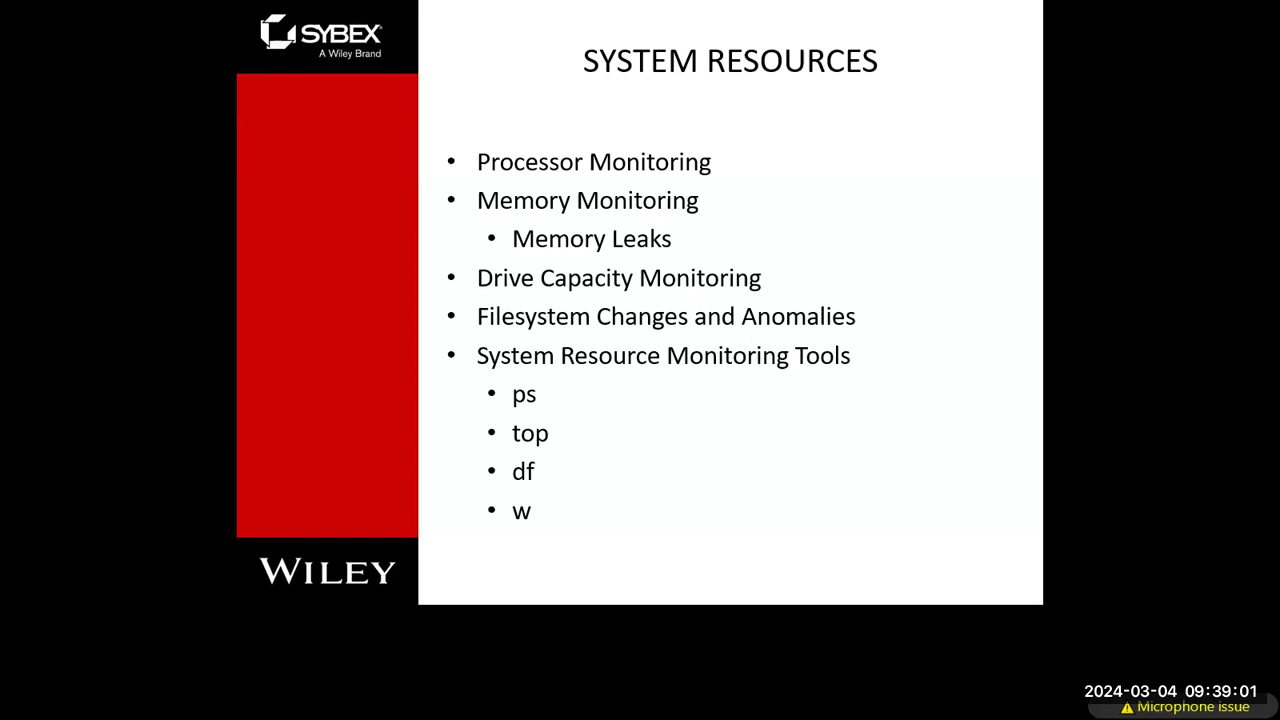 SYBEX
A Wiley Brand
SYSTEM RESOURCES
• Processor Monitoring
• Memory Monitoring
• Memory Leaks
• Drive Capacity Monitoring
• Filesystem Changes and Anomalies
• System Resource Monitoring Tools
• ps
• top
• df
• w
WILEY
2024-03-04 09:39:01
Microphone issue